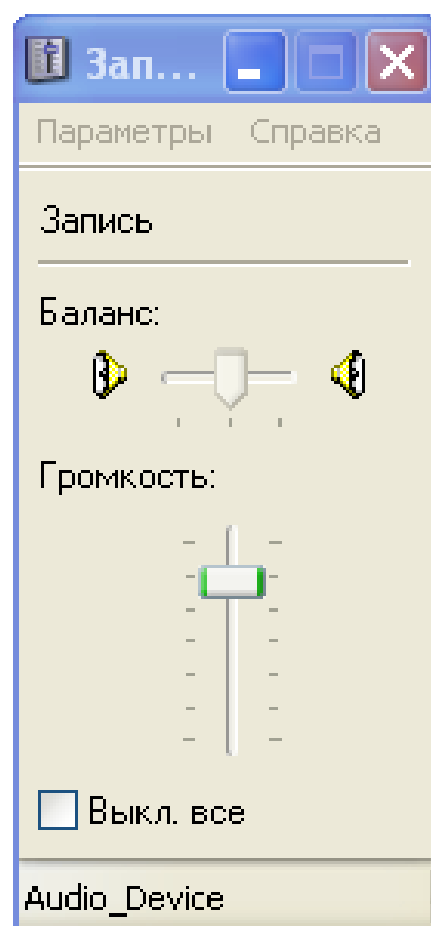 Зап...
Параметры Справка
Запись
Баланс:
Громкость:
Выкл. все
Audio_Device